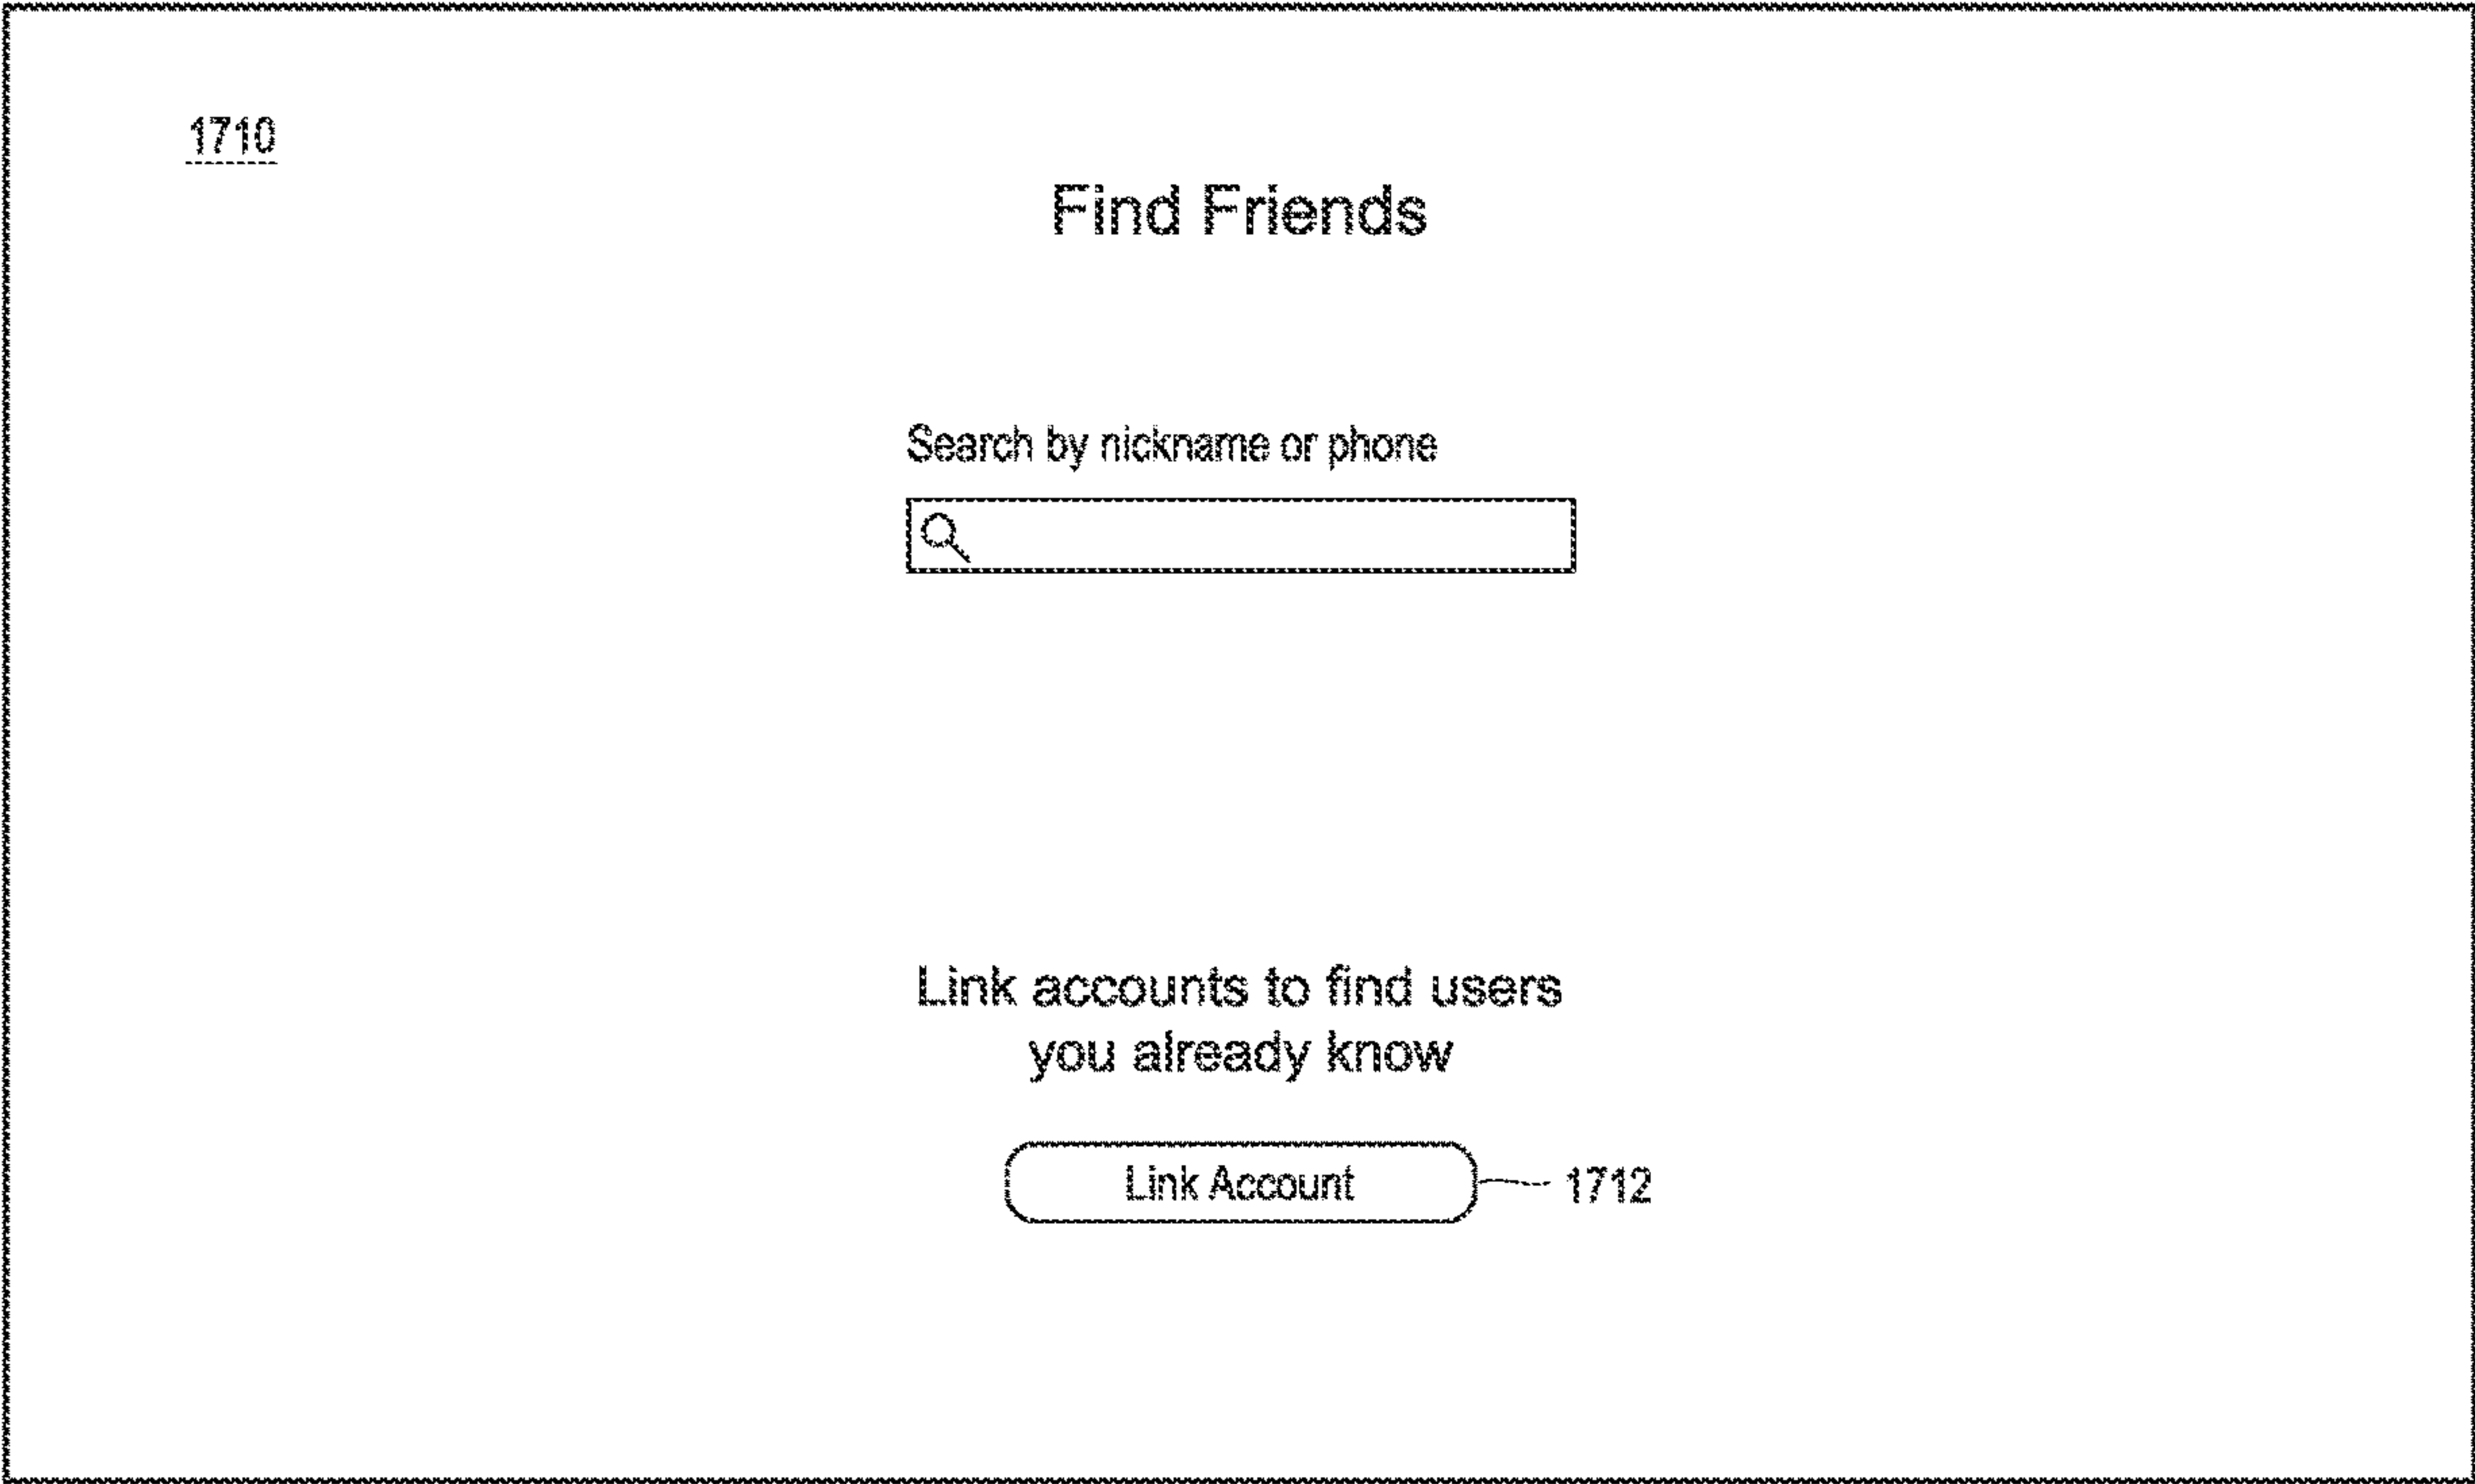 1710
Find Friends
Search by nickname or phone
Link accounts to find users
you already know
Link Account
1712